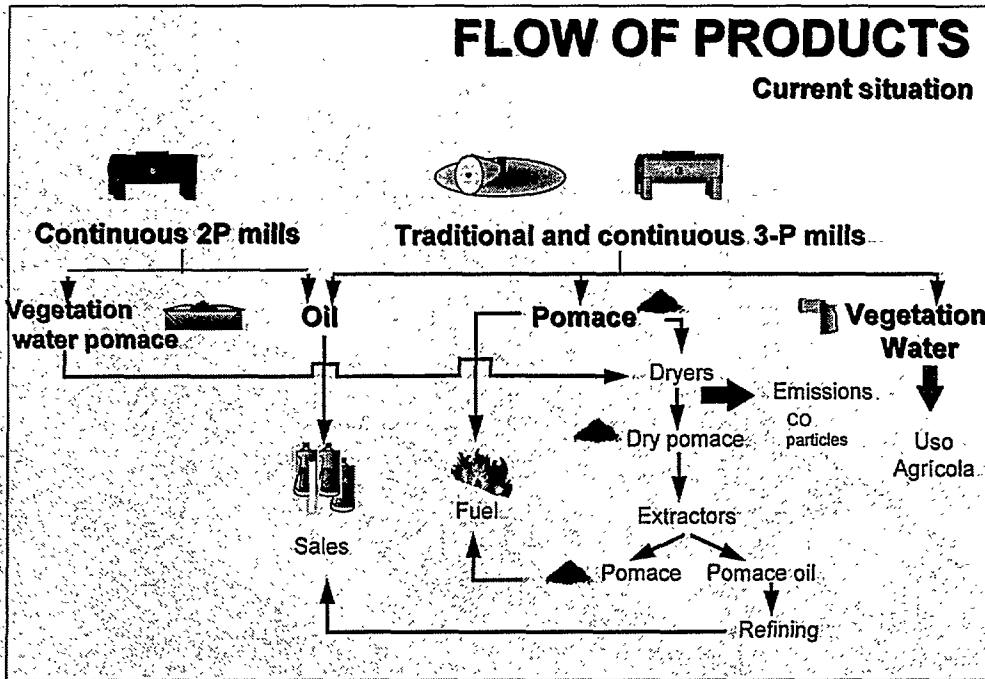 FLOW OF PRODUCTS
Current situation
Continuous 2P mills
Traditional and continuous 3-P mills
Vegetation
water pomace
Oil
Pomace
Vegetation
Water
Dryers
Emissions
CO
particles
Dry pomace
Uso
Agrícola
Fuel
Extractors
Sales
Pomace
Pomace oil
Refining